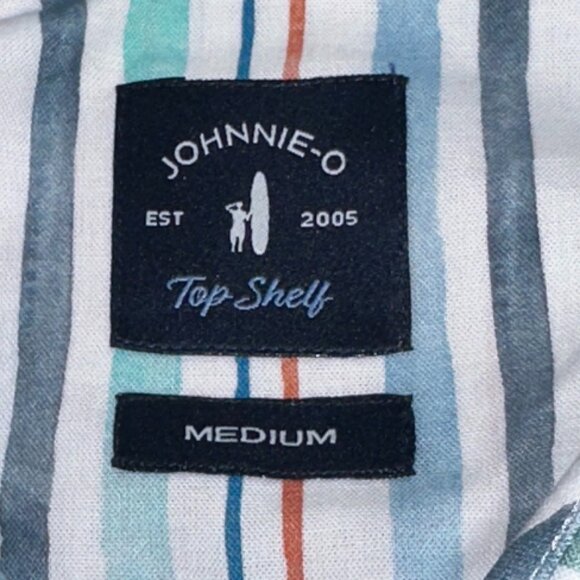 JOHNNIE-O
EST 2005
Top Shelf
MEDIUM